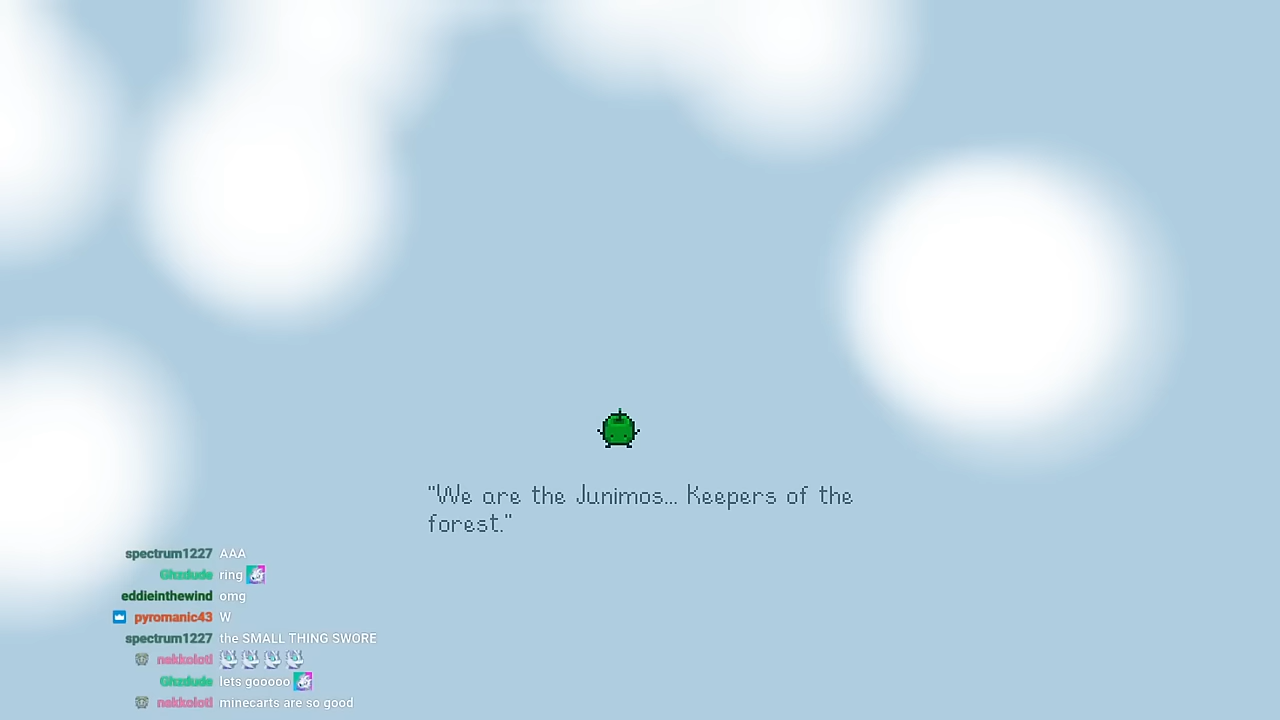 "We are the Junimos... Keepers of the
forest."
spectrum1227 AAA
Ghzdude ring
eddieinthewind omg
pyromanic43 W
spectrum1227 the SMALL THING SWORE
nekkoloti
Ghzdude lets gooooo
nekkoloti minecarts are so good